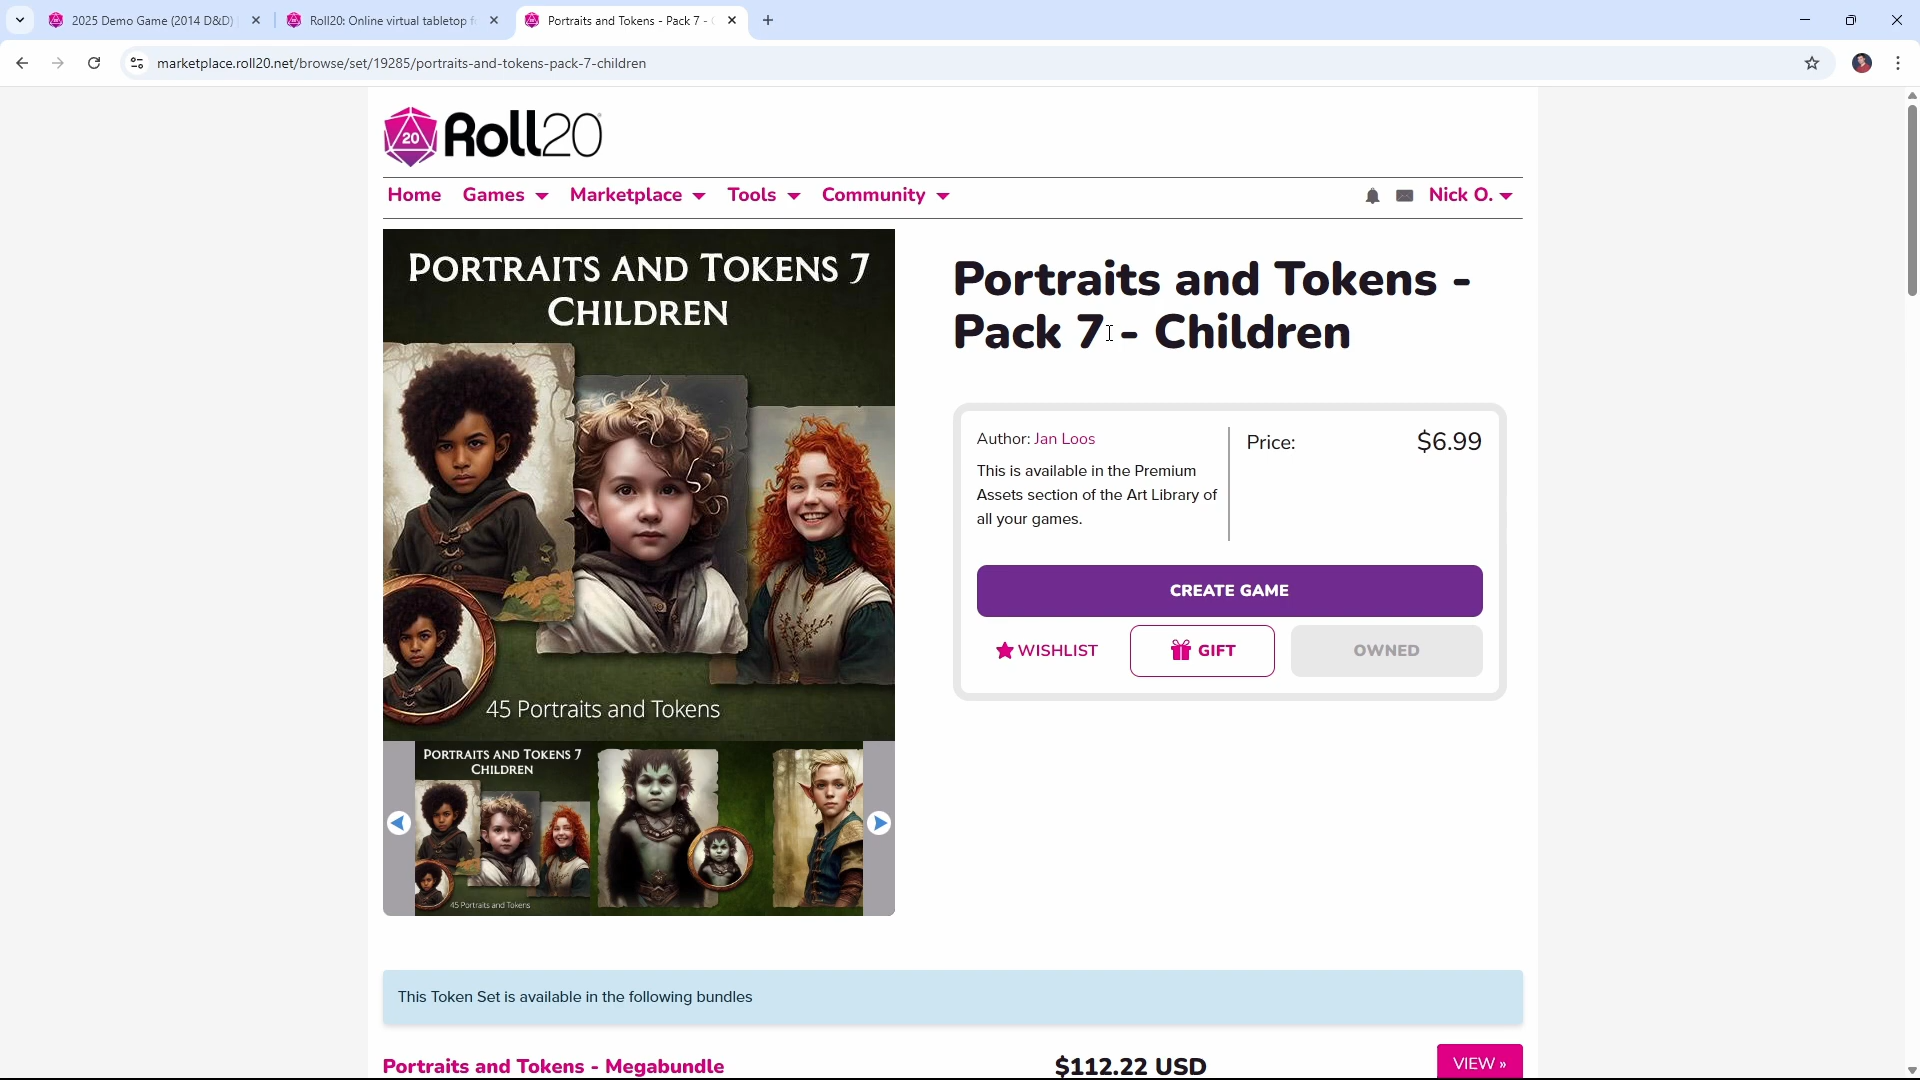 2025 Demo Game (2014 D&D)
Roll20: Online virtual tabletop f
Portraits and Tokens - Pack 7 -
marketplace.roll20.net/browse/set/19285/portraits-and-tokens-pack-7-children
20 Roll20
Home Games Marketplace Tools Community Nick O.
PORTRAITS AND TOKENS 7
CHILDREN
45 Portraits and Tokens
PORTRAITS AND TOKENS 7
CHILDREN
45 Portraits and Tokens
Portraits and Tokens -
Pack 7 - Children
Author: Jan Loos
This is available in the Premium
Assets section of the Art Library of
all your games.
Price: $6.99
CREATE GAME
WISHLIST GIFT OWNED
This Token Set is available in the following bundles
Portraits and Tokens - Megabundle $112.22 USD VIEW »